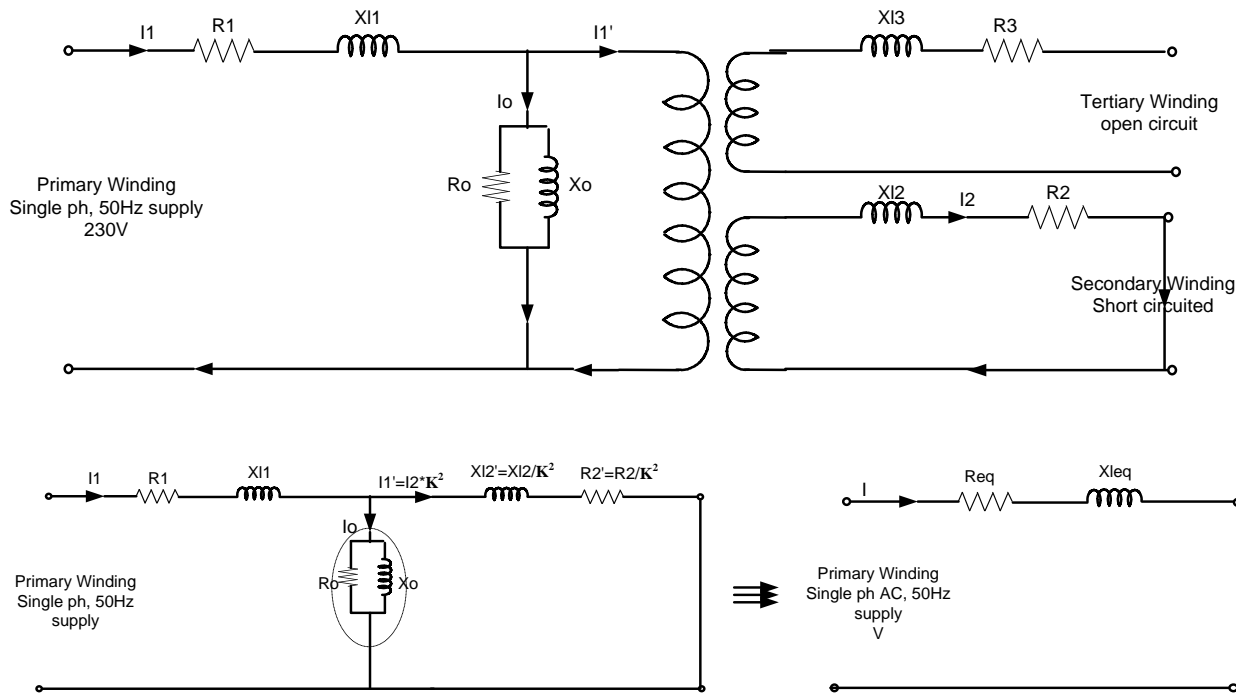 I1
R1
Xl1
I1'
Xl3
R3
Io
Ro
Xo
Tertiary Winding
open circuit
Primary Winding
Single ph, 50Hz supply
230V
Xl2
I2
R2
Secondary Winding
Short circuited
I1
R1
Xl1
I1'=I2*K²
Xl2'=Xl2/K²
R2'=R2/K²
Io
Ro
Xo
Primary Winding
Single ph, 50Hz
supply
I
Req
Xleq
Primary Winding
Single ph AC, 50Hz
supply
V